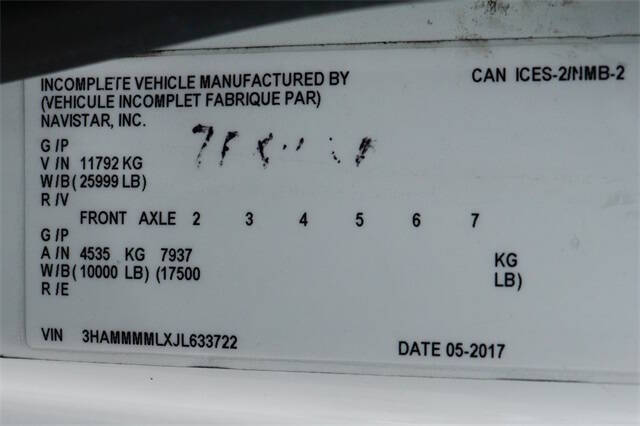 INCOMPLETE VEHICLE MANUFACTURED BY CAN ICES-2/NMB-2
(VEHICULE INCOMPLET FABRIQUE PAR)
NAVISTAR, INC.
G/P
V/IN 11792 KG
W/B (25999 LB)
R/V
FRONT AXLE 2 3 4 5 6 7
G/P
A/IN 4535 KG 7937 KG
W/B (10000 LB) (17500 LB)
R/E
VIN 3HAMMMMLXJL633722 DATE 05-2017